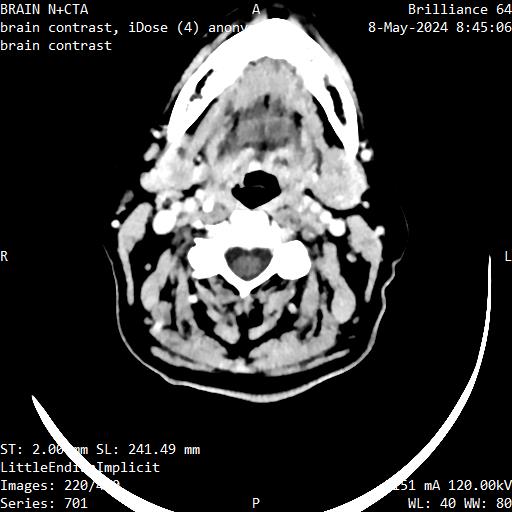 BRAIN N+CTA
A
Brilliance 64
brain contrast, iDose (4)
8-May-2024 8:45:06
brain contrast
R
L
ST: 2.00 mm SL: 241.49 mm
Images:
151 mA 120.00kV
Series: 701
P
WL: 40 WW: 80